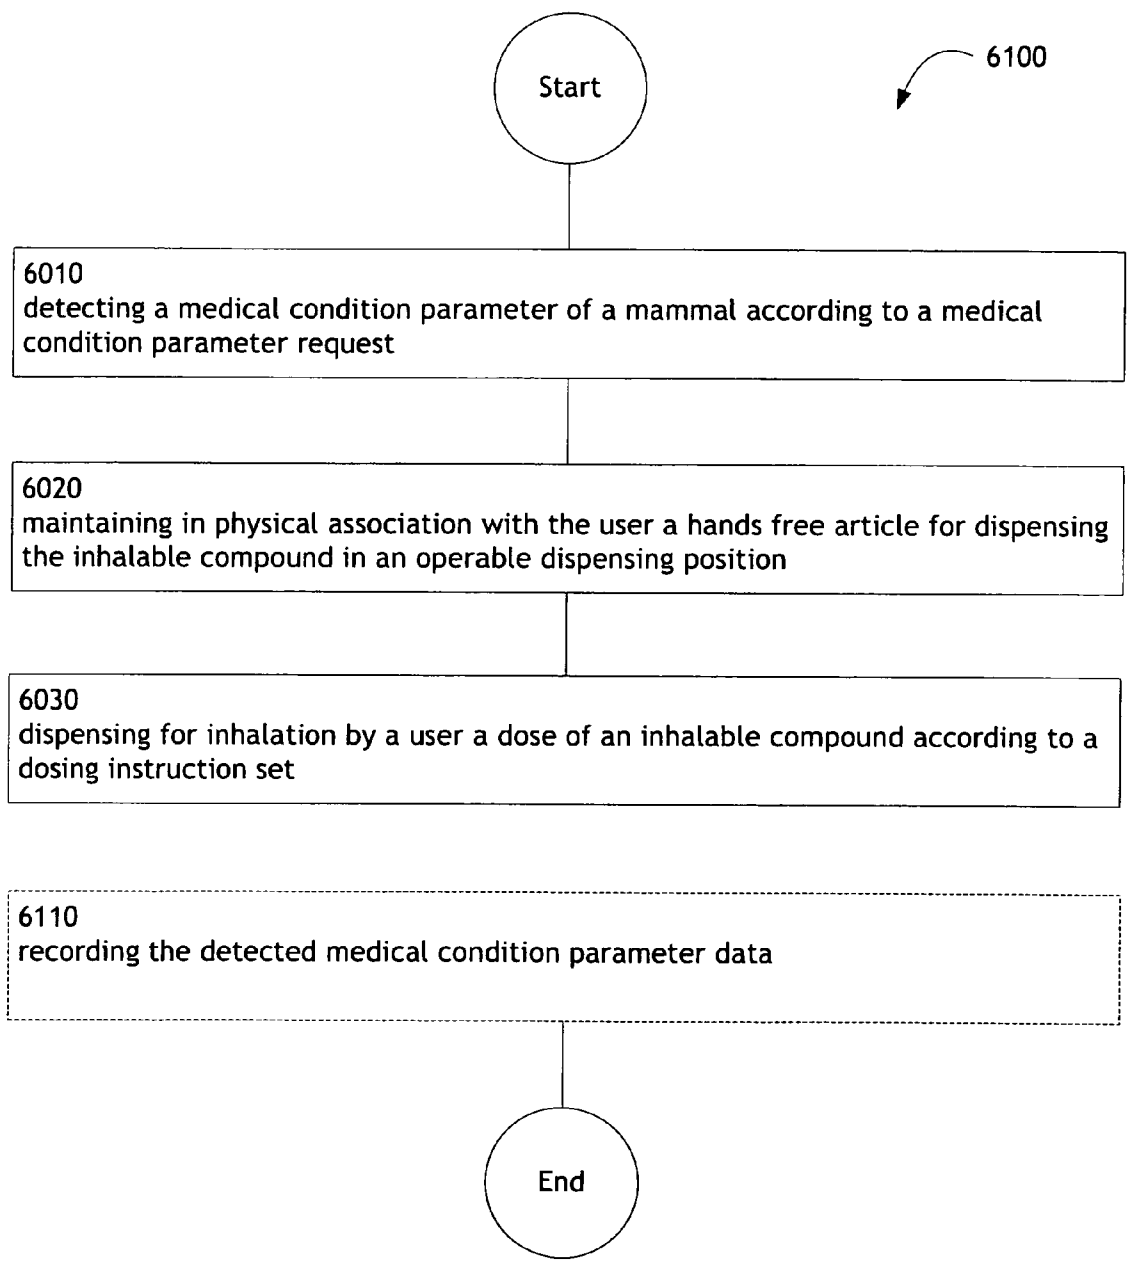 Start
6100
6010
detecting a medical condition parameter of a mammal according to a medical
condition parameter request
6020
maintaining in physical association with the user a hands free article for dispensing
the inhalable compound in an operable dispensing position
6030
dispensing for inhalation by a user a dose of an inhalable compound according to a
dosing instruction set
6110
recording the detected medical condition parameter data
End